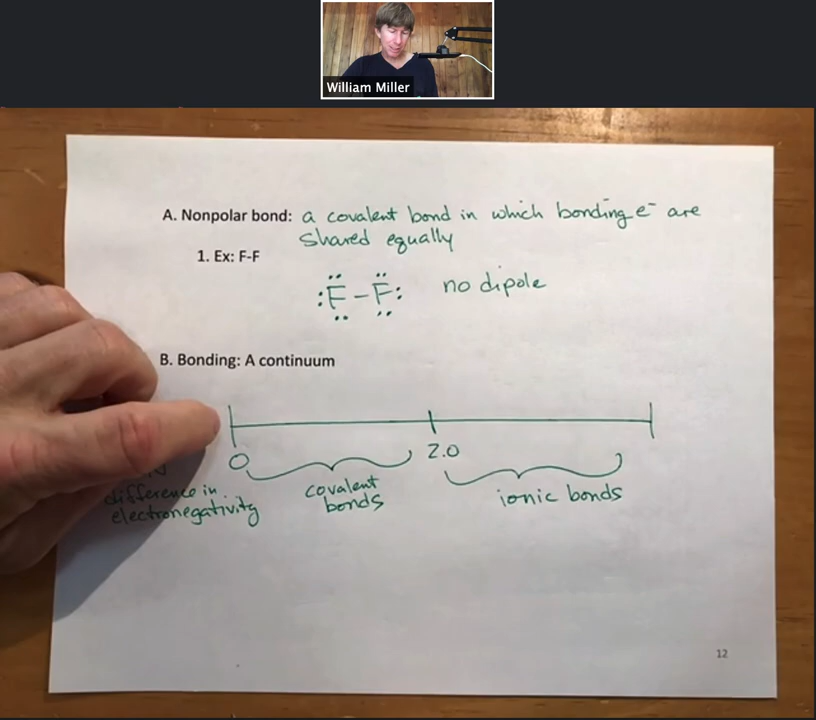 William Miller
A. Nonpolar bond: a covalent bond in which bonding e⁻ are
shared equally
1. Ex: F-F
:F̤̈ – F̤̈: no dipole
B. Bonding: A continuum
0 2.0
difference in
electronegativity
covalent
bonds
ionic bonds
12